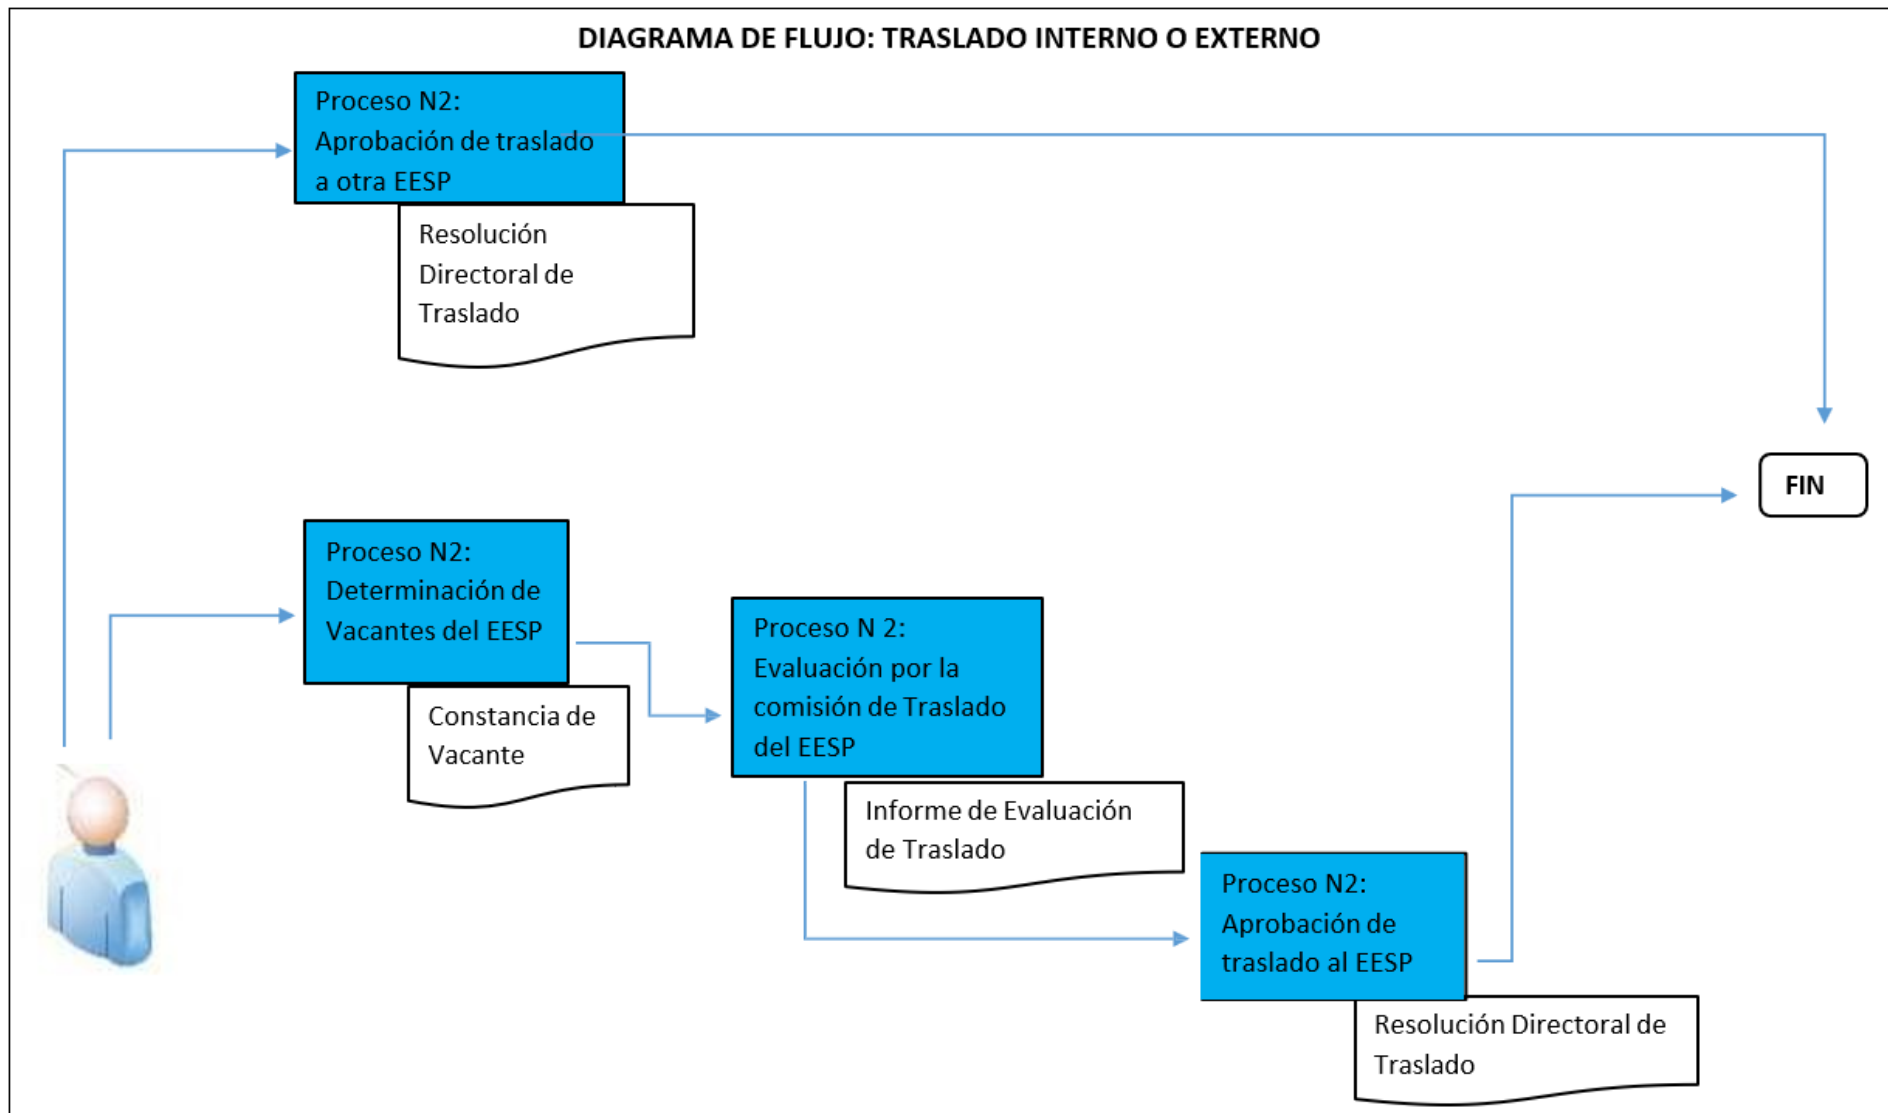 DIAGRAMA DE FLUJO: TRASLADO INTERNO O EXTERNO
Proceso N2:
Aprobación de traslado
a otra EESP
Resolución
Directoral de
Traslado
FIN
Proceso N2:
Determinación de
Vacantes del EESP
Constancia de
Vacante
Proceso N 2:
Evaluación por la
comisión de Traslado
del EESP
Informe de Evaluación
de Traslado
Proceso N2:
Aprobación de
traslado al EESP
Resolución Directoral de
Traslado